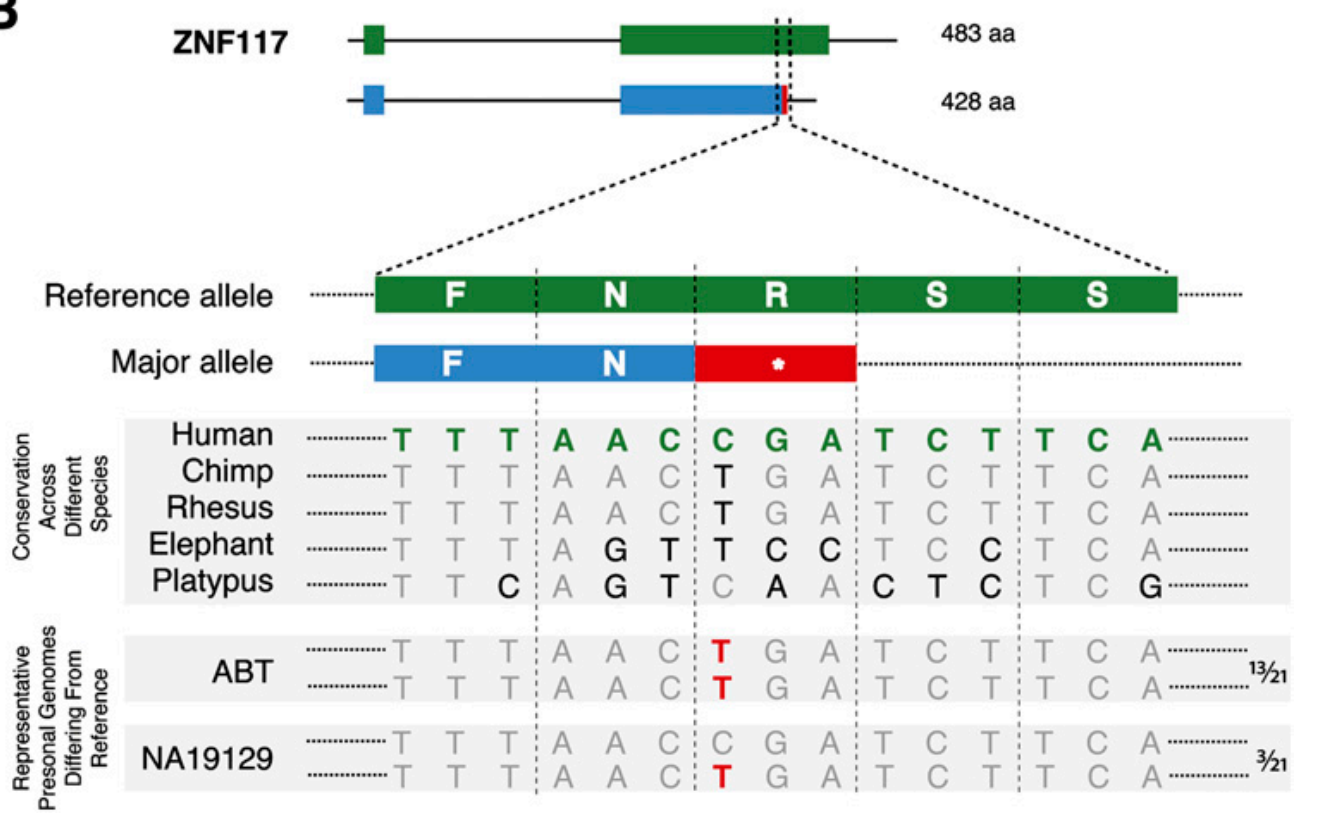 B
ZNF117
483 aa
428 aa
Reference allele F N R S S
Major allele F N *
Conservation
Across
Different
Species
Human T T T A A C C G A T C T T C A
Chimp T T T A A C T G A T C T T C A
Rhesus T T T A A C T G A T C T T C A
Elephant T T T A G T T C C T C C T C A
Platypus T T C A G T C A A C T C T C G
Representative
Presonal Genomes
Differing From
Reference
ABT
T T T A A C T G A T C T T C A
T T T A A C T G A T C T T C A
13/21
NA19129
T T T A A C C G A T C T T C A
T T T A A C T G A T C T T C A
3/21